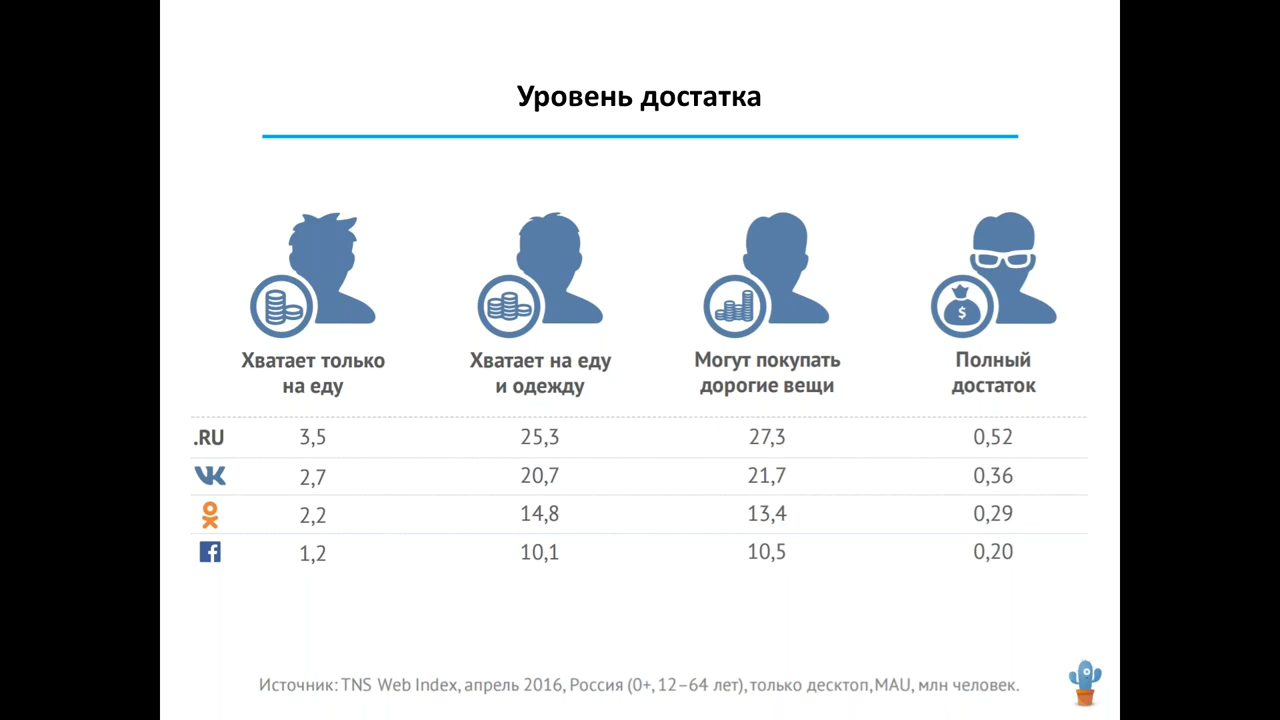 Уровень достатка
$
Хватает только
на еду
Хватает на еду
и одежду
Могут покупать
дорогие вещи
Полный
достаток
.RU 3,5 25,3 27,3 0,52
2,7 20,7 21,7 0,36
2,2 14,8 13,4 0,29
1,2 10,1 10,5 0,20
Источник: TNS Web Index, апрель 2016, Россия (0+, 12–64 лет), только десктоп, MAU, млн человек.